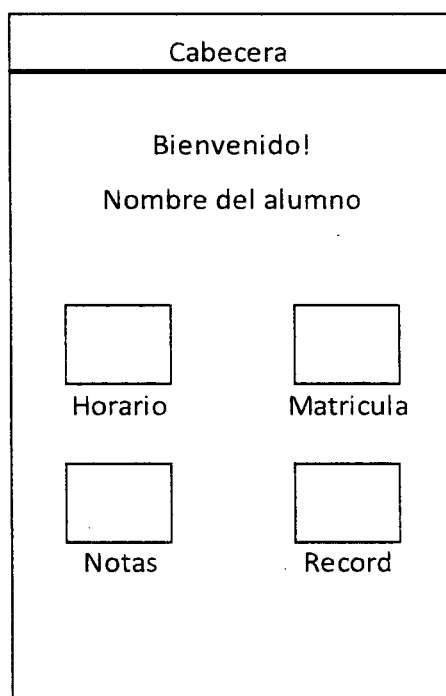 Cabecera
Bienvenido!
Nombre del alumno
Horario Matricula
Notas Record